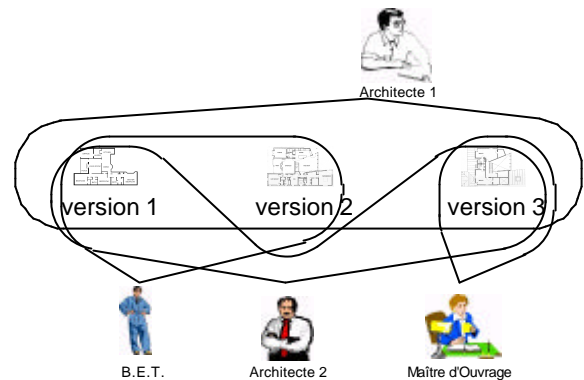 Architecte 1
version 1 version 2 version 3
B.E.T. Architecte 2 Maître d'Ouvrage